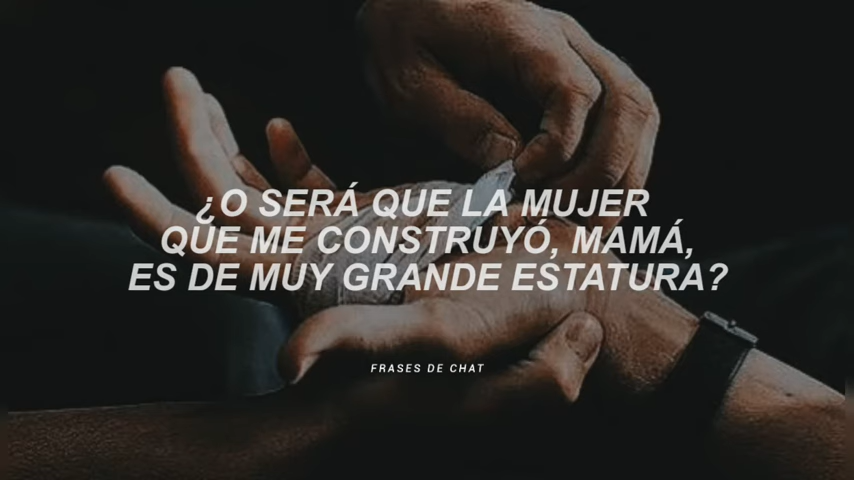 ¿O SERÁ QUE LA MUJER
QUE ME CONSTRUYÓ, MAMÁ,
ES DE MUY GRANDE ESTATURA?
FRASES DE CHAT